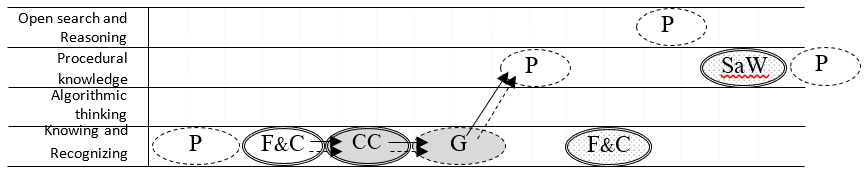 Open search and
Reasoning
P
Procedural
knowledge
P
SaW
P
Algorithmic
thinking
Knowing and
Recognizing
P
F&C
CC
G
F&C